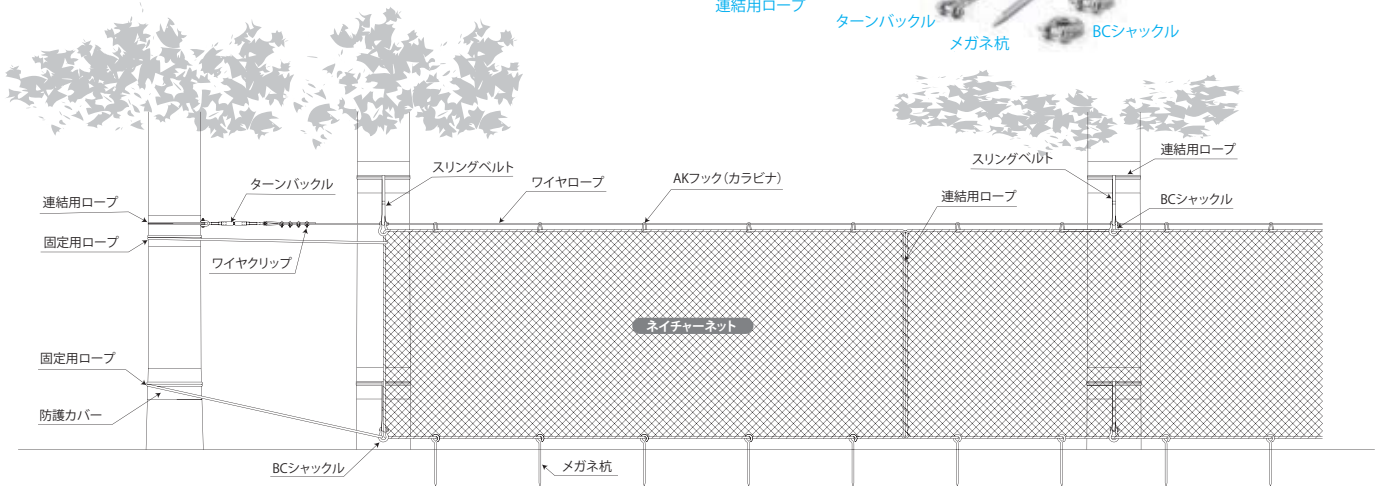 連結用ロープ
ターンバックル
メガネ杭
BCシャックル
連結用ロープ
固定用ロープ
ターンバックル
ワイヤクリップ
スリングベルト
ワイヤロープ
AKフック(カラビナ)
連結用ロープ
スリングベルト
連結用ロープ
BCシャックル
ネイチャーネット
固定用ロープ
防護カバー
BCシャックル
メガネ杭